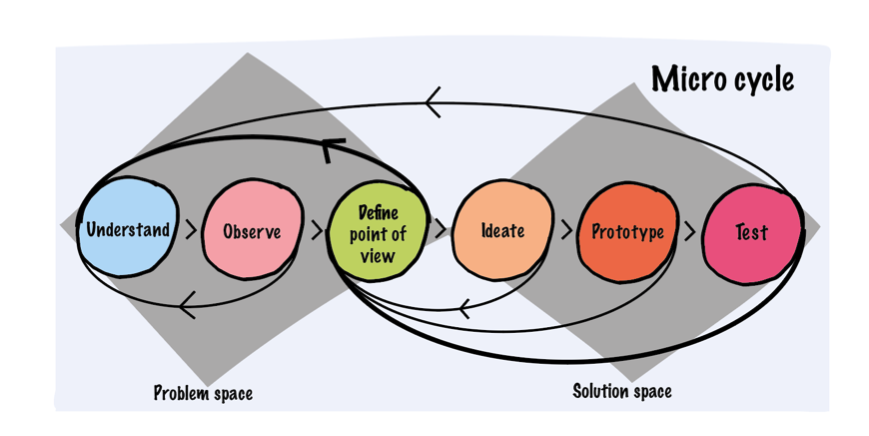 Micro cycle
Understand
Observe
Define
point of
view
Ideate
Prototype
Test
Problem space
Solution space